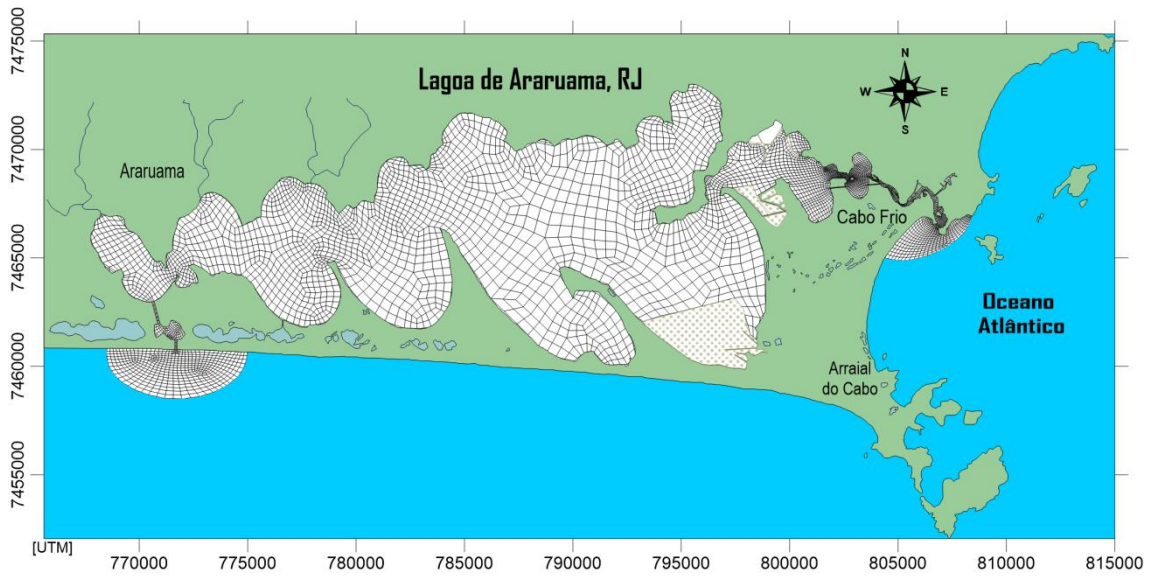 Lagoa de Araruama, RJ
N
W
E
S
Araruama
Cabo Frio
Oceano
Atlântico
Arraial
do Cabo
7475000
7470000
7465000
7460000
7455000
[UTM]
770000
775000
780000
785000
790000
795000
800000
805000
810000
815000